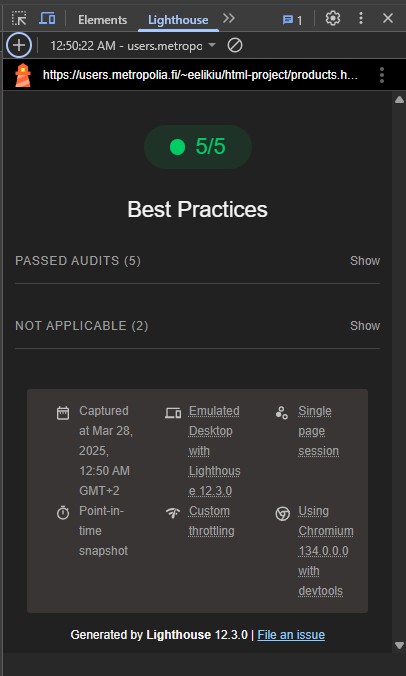 Elements
Lighthouse
1
12:50:22 AM - users.metropo
https://users.metropolia.fi/~eelikiu/html-project/products.h...
5/5
Best Practices
PASSED AUDITS (5)
Show
NOT APPLICABLE (2)
Show
Captured
at Mar 28,
2025,
12:50 AM
GMT+2
Emulated
Desktop
with
Lighthous
e 12.3.0
Single
page
session
Point-in-
time
snapshot
Custom
throttling
Using
Chromium
134.0.0.0
with
devtools
Generated by Lighthouse 12.3.0 | File an issue